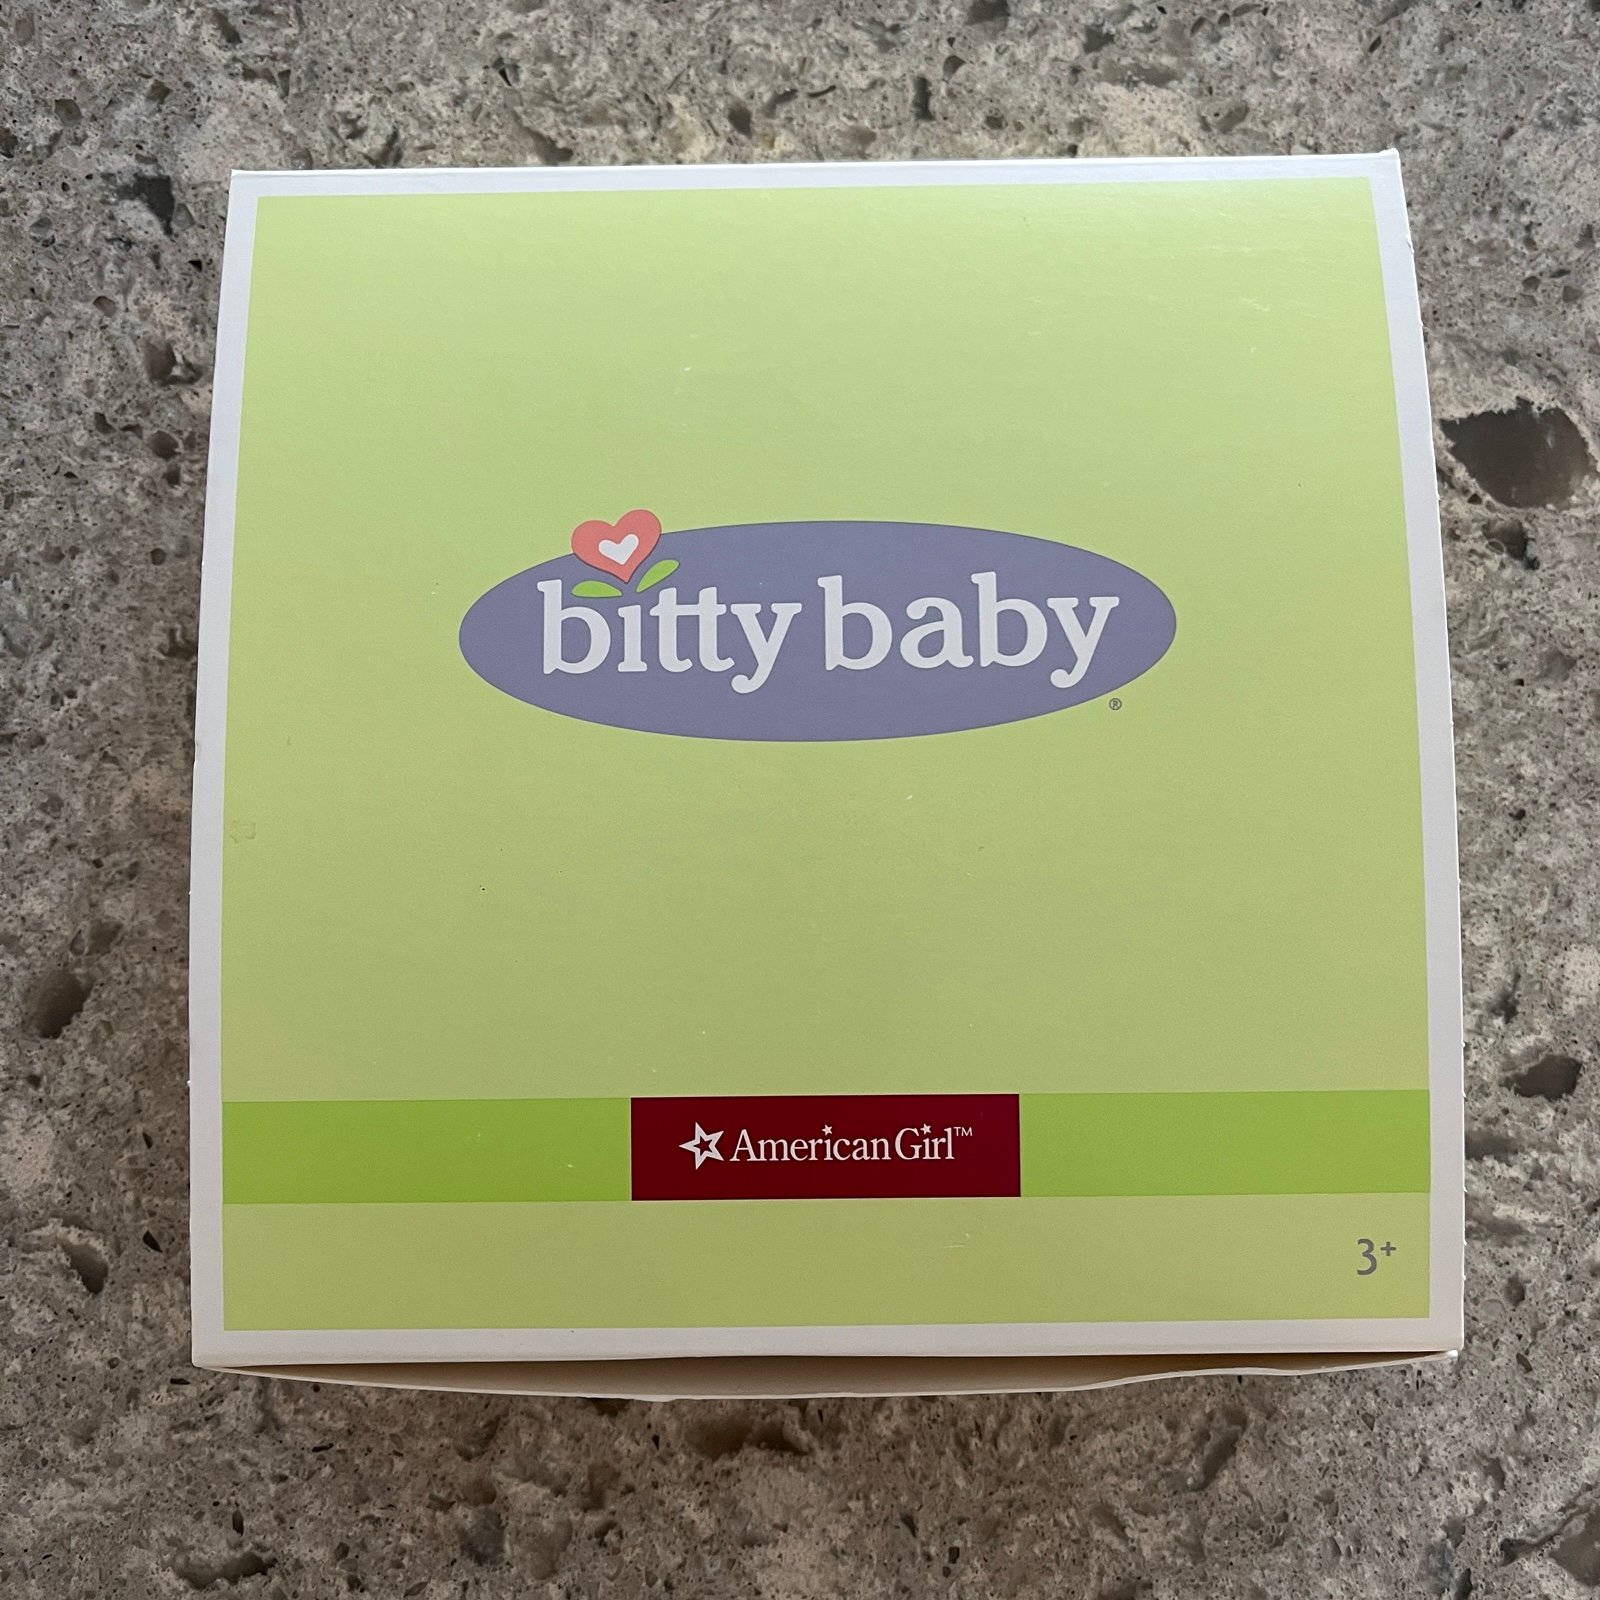 bitty baby
®
American Girl™
3+